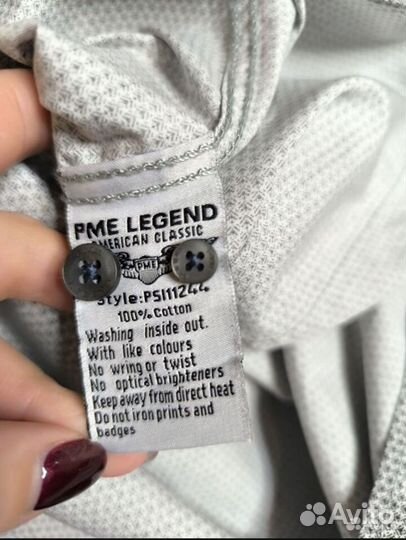 PME LEGEND
AMERICAN CLASSIC
PME
Style:PSI11244
100% Cotton
Washing inside out.
With like colours
No wring or twist
No optical brighteners
Keep away from direct heat
Do not iron prints and
badges
Avito